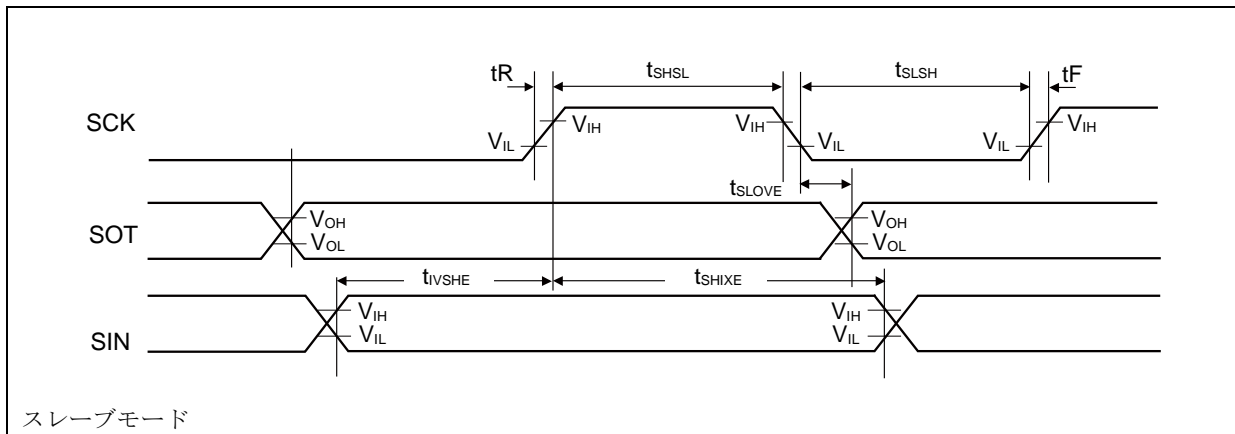 tR tSHSL tSLSH tF
SCK VIH VIH VIH
VIL VIL VIL
tSLOVE
SOT VOH VOH
VOL VOL
tIVSHE tSHIXE
VIH VIH
SIN VIL VIL
スレーブモード